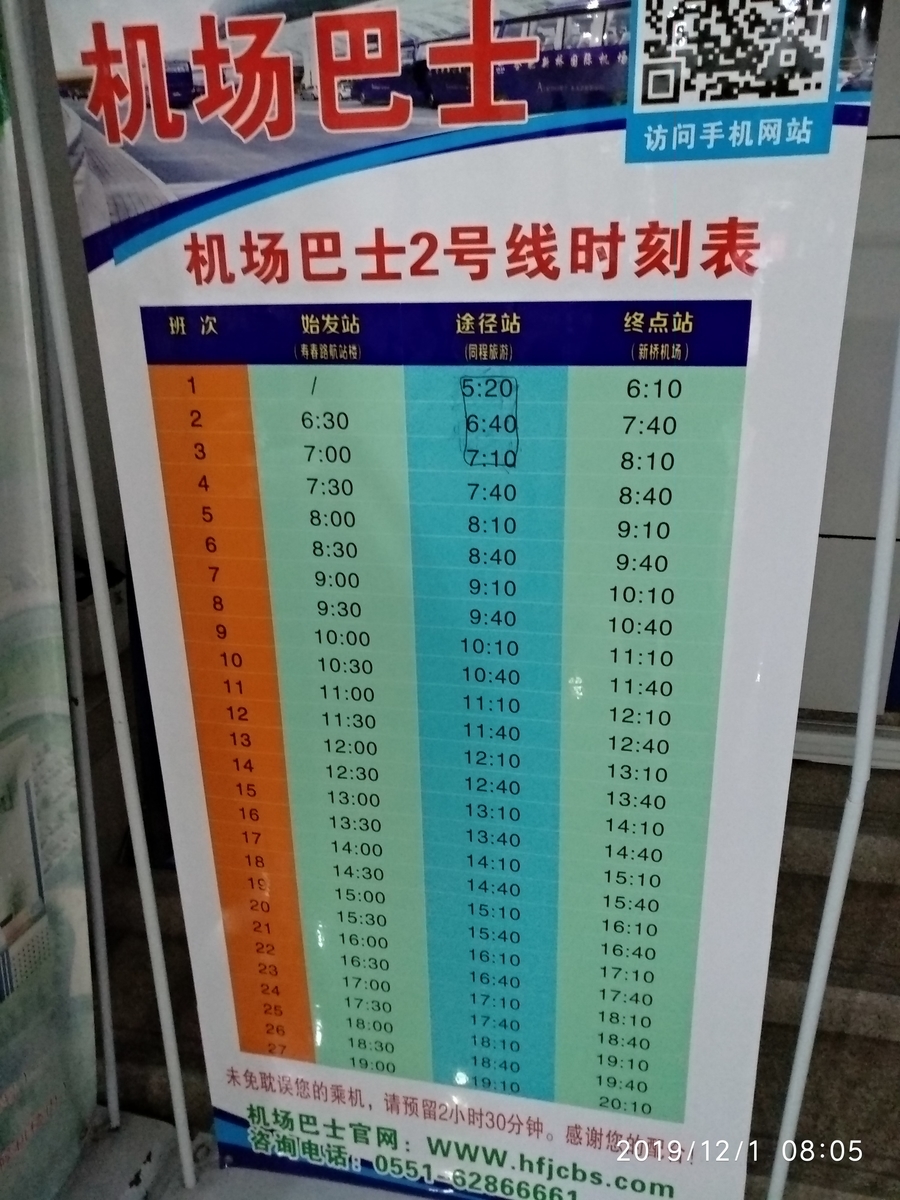 机场巴士
新桥国际机场
访问手机网站
机场巴士2号线时刻表
班 次 始发站 途径站 终点站
(寿春路航站楼) (同程旅游) (新桥机场)
1 / 5:20 6:10
2 6:30 6:40 7:40
3 7:00 7:10 8:10
4 7:30 7:40 8:40
5 8:00 8:10 9:10
6 8:30 8:40 9:40
7 9:00 9:10 10:10
8 9:30 9:40 10:40
9 10:00 10:10 11:10
10 10:30 10:40 11:40
11 11:00 11:10 12:10
12 11:30 11:40 12:40
13 12:00 12:10 13:10
14 12:30 12:40 13:40
15 13:00 13:10 14:10
16 13:30 13:40 14:40
17 14:00 14:10 15:10
18 14:30 14:40 15:40
19 15:00 15:10 16:10
20 15:30 15:40 16:40
21 16:00 16:10 17:10
22 16:30 16:40 17:40
23 17:00 17:10 18:10
24 17:30 17:40 18:40
25 18:00 18:10 19:10
26 18:30 18:40 19:40
27 19:00 19:10 20:10
未免耽误您的乘机，请预留2小时30分钟。感谢您的
机场巴士官网：www.hfjcbs.com
咨询电话：0551-62866661
2019/12/1 08:05